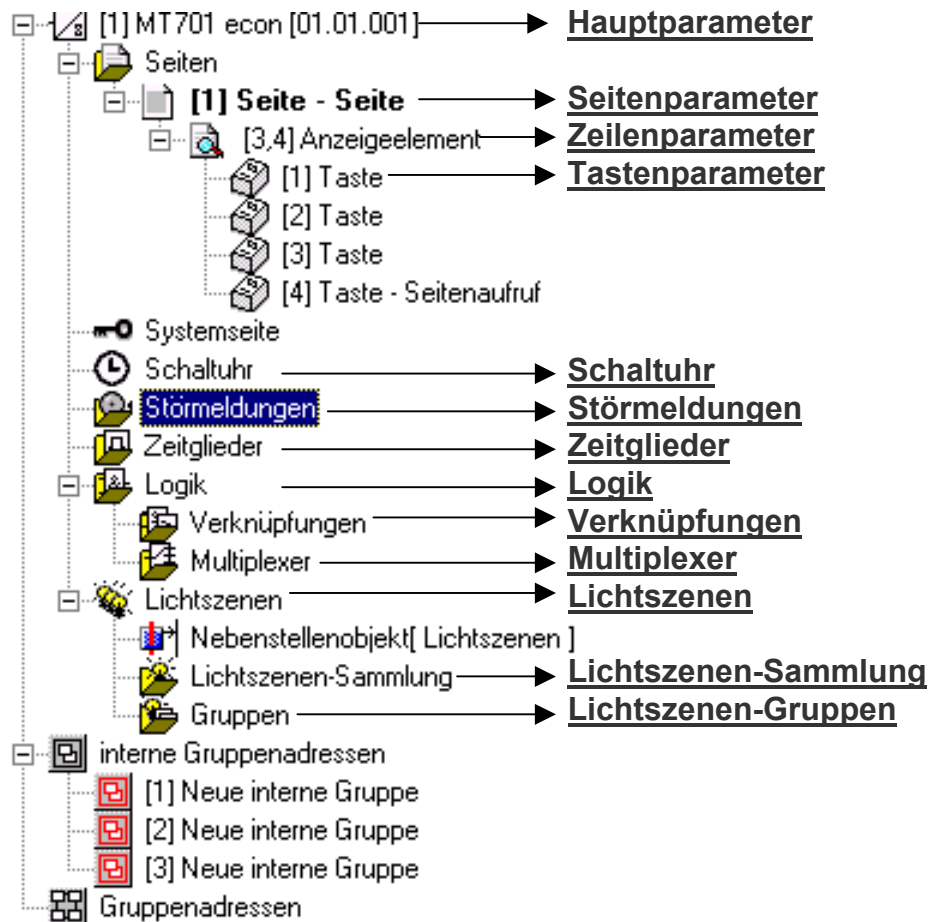 [1] MT701 econ [01.01.001] Hauptparameter
Seiten
[1] Seite - Seite Seitenparameter
[3,4] Anzeigeelement Zeilenparameter
[1] Taste Tastenparameter
[2] Taste
[3] Taste
[4] Taste - Seitenaufruf
Systemseite
Schaltuhr Schaltuhr
Störmeldungen Störmeldungen
Zeitglieder Zeitglieder
Logik Logik
Verknüpfungen Verknüpfungen
Multiplexer Multiplexer
Lichtszenen Lichtszenen
Nebenstellenobjekt[ Lichtszenen ]
Lichtszenen-Sammlung Lichtszenen-Sammlung
Gruppen Lichtszenen-Gruppen
interne Gruppenadressen
[1] Neue interne Gruppe
[2] Neue interne Gruppe
[3] Neue interne Gruppe
Gruppenadressen